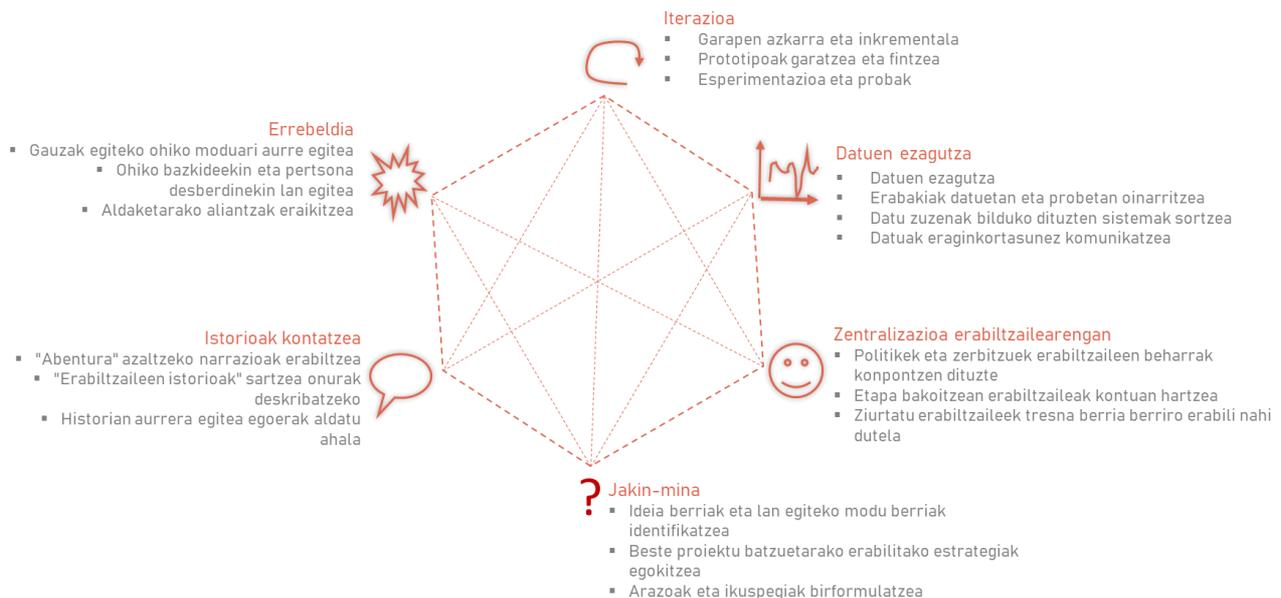 Iterazioa
▪ Garapen azkarra eta inkrementala
▪ Prototipoak garatzea eta fintzea
▪ Esperimentazioa eta probak
Errebeldia
▪ Gauzak egiteko ohiko moduari aurre egitea
▪ Ohiko bazkideekin eta pertsona
desberdinekin lan egitea
▪ Aldaketarako aliantzak eraikitzea
Datuen ezagutza
▪ Datuen ezagutza
▪ Erabakiak datuetan eta probetan oinarritzea
▪ Datu zuzenak bilduko dituzten sistemak sortzea
▪ Datuak eraginkortasunez komunikatzea
Istorioak kontatzea
▪ "Abentura" azaltzeko narrazioak erabiltzea
▪ "Erabiltzaileen istorioak" sartzea onurak
deskribatzeko
▪ Historian aurrera egitea egoerak aldatu
ahala
Zentralizazioa erabiltzailearengan
▪ Politikek eta zerbitzuek erabiltzaileen beharrak
konpontzen dituzte
▪ Etapa bakoitzean erabiltzaileak kontuan hartzea
▪ Ziurtatu erabiltzaileek tresna berria berriro erabili nahi
dutela
?
Jakin-mina
▪ Ideia berriak eta lan egiteko modu berriak
identifikatzea
▪ Beste proiektu batzuetarako erabilitako estrategiak
egokitzea
▪ Arazoak eta ikuspegiak birformulatzea